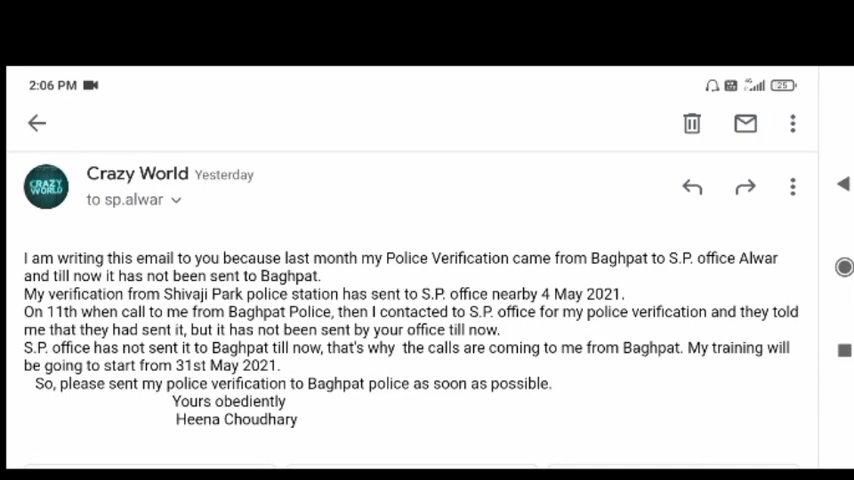 2:06 PM
4G
25
CRAZY
WORLD
Crazy World Yesterday
to sp.alwar
I am writing this email to you because last month my Police Verification came from Baghpat to S.P. office Alwar
and till now it has not been sent to Baghpat.
My verification from Shivaji Park police station has sent to S.P. office nearby 4 May 2021.
On 11th when call to me from Baghpat Police, then I contacted to S.P. office for my police verification and they told
me that they had sent it, but it has not been sent by your office till now.
S.P. office has not sent it to Baghpat till now, that's why the calls are coming to me from Baghpat. My training will
be going to start from 31st May 2021.
So, please sent my police verification to Baghpat police as soon as possible.
Yours obediently
Heena Choudhary